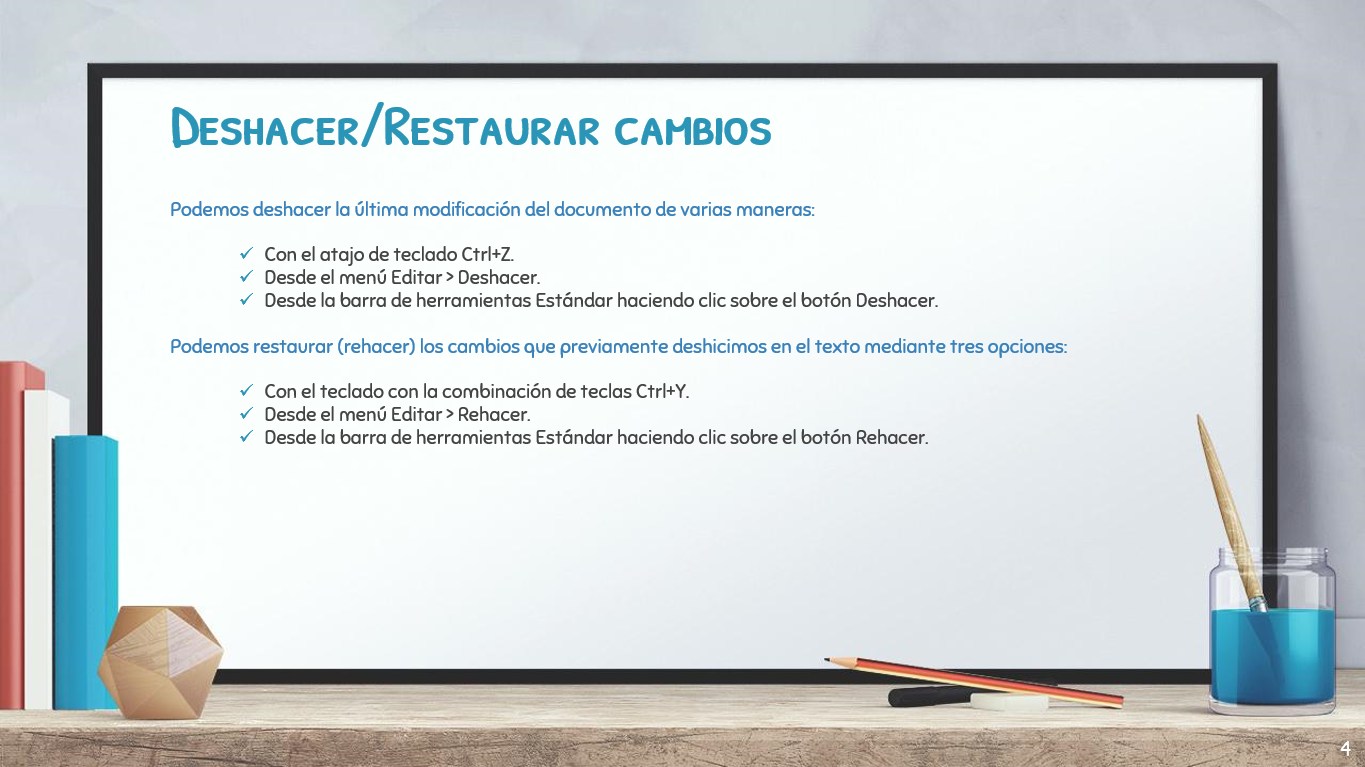 Deshacer/Restaurar cambios
Podemos deshacer la última modificación del documento de varias maneras:
✓ Con el atajo de teclado Ctrl+Z.
✓ Desde el menú Editar > Deshacer.
✓ Desde la barra de herramientas Estándar haciendo clic sobre el botón Deshacer.
Podemos restaurar (rehacer) los cambios que previamente deshicimos en el texto mediante tres opciones:
✓ Con el teclado con la combinación de teclas Ctrl+Y.
✓ Desde el menú Editar > Rehacer.
✓ Desde la barra de herramientas Estándar haciendo clic sobre el botón Rehacer.
4